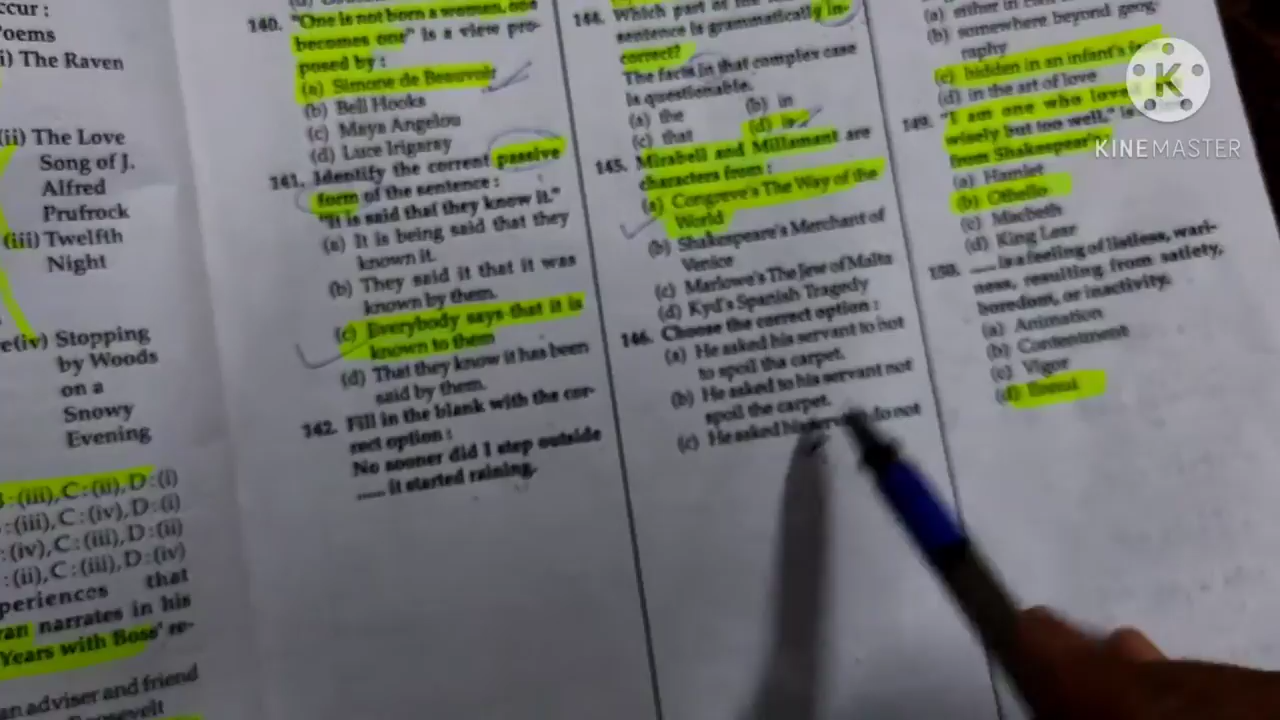 ccur :
Poems
i) The Raven
(ii) The Love
Song of J.
Alfred
Prufrock
(iii) Twelfth
Night
(iv) Stopping
by Woods
on a
Snowy
Evening
(iii), C : (ii), D : (i)
: (iii), C : (iv), D : (i)
: (iv), C : (iii), D : (ii)
: (ii), C : (iii), D : (iv)
periences that
ran narrates in his
Years with Boss' re-
an adviser and friend
140. "One is not born a women, one
becomes one" is a view pro-
posed by :
(a) Simone de Beauvoir
(b) Bell Hooks
(c) Maya Angelou
(d) Luce Irigaray
141. Identify the corrent passive
form of the sentence :
"It is said that they know it."
(a) It is being said that they
known it.
(b) They said it that it was
known by them.
(c) Everybody says that it is
known to them
(d) That they know it has been
said by them.
142. Fill in the blank with the cor-
rect option :
No sooner did I step outside
..... it started raining.
144. Which part of the
sentence is grammatically in-
correct?
The facts in that complex case
is questionable.
(a) the (b) in
(c) that (d) is
145. Mirabell and Millamant are
characters from :
(a) Congreve's The Way of the
World
(b) Shakespeare's Merchant of
Venice
(c) Marlowe's The Jew of Malta
(d) Kyd's Spanish Tragedy
146. Choose the correct option :
(a) He asked his servant to not
to spoil tha carpet.
(b) He asked to his servant not
spoil the carpet.
(c) He asked his servant do not
(a) either in
(b) somewhere beyond geog-
raphy
(c) hidden in an infant's
(d) in the art of love
149. "I am one who loved
wisely but too well," is
from Shakespear
(a) Hamlet
(b) Othello
(c) Macbeth
(d) King Lear
150. ..... is a feeling of listless, wari-
ness, resulting from satiety,
boredom, or inactivity.
(a) Animation
(b) Contentment
(c) Vigor
(d)
K
KINEMASTER